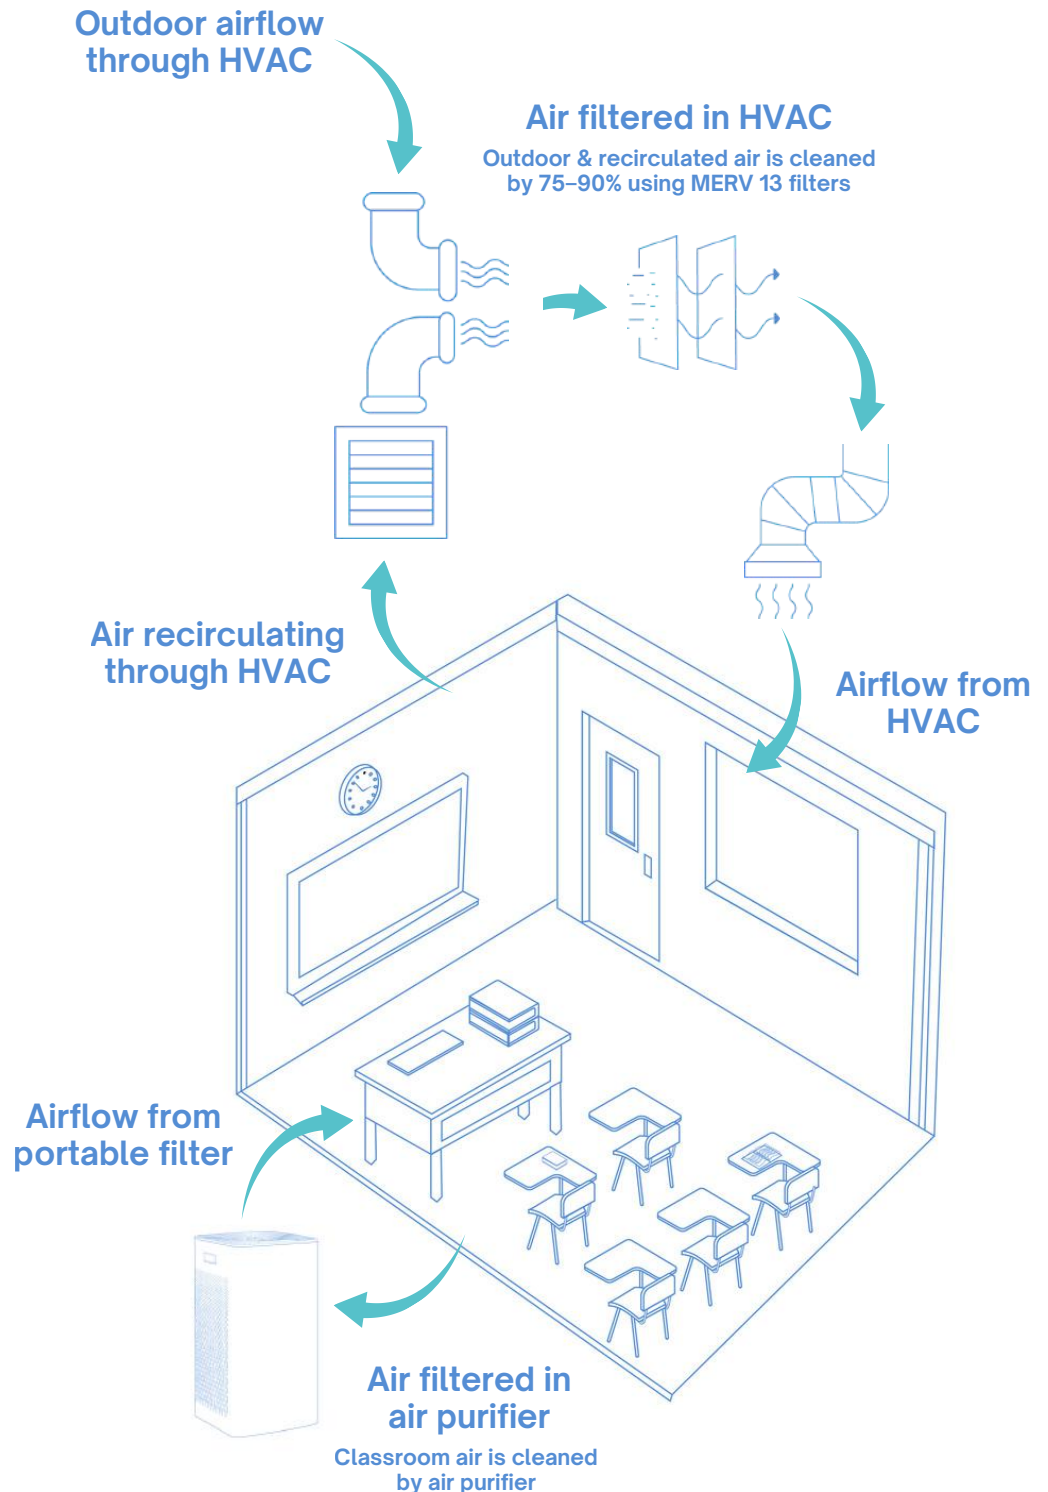 Outdoor airflow
through HVAC
Air filtered in HVAC
Outdoor & recirculated air is cleaned
by 75–90% using MERV 13 filters
Air recirculating
through HVAC
Airflow from
HVAC
Airflow from
portable filter
Air filtered in
air purifier
Classroom air is cleaned
by air purifier